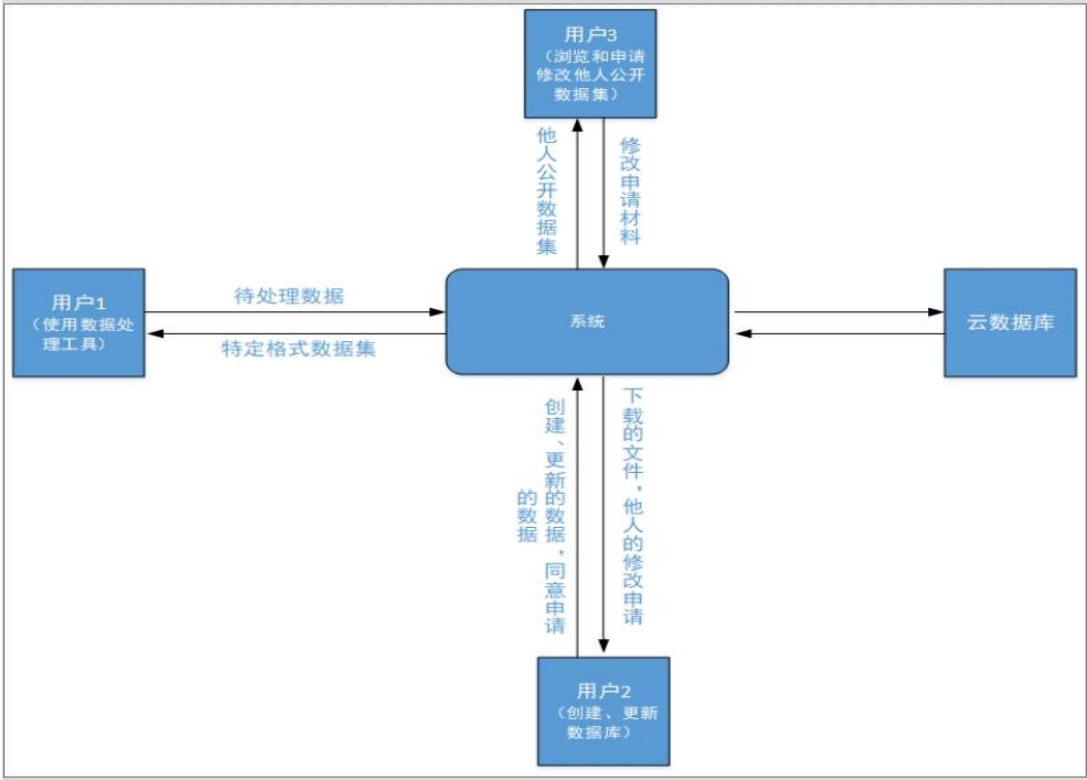 用户3
（浏览和申请
修改他人公开
数据集）
他人公开数据集
修改申请材料
用户1
（使用数据处
理工具）
待处理数据
特定格式数据集
系统
云数据库
创建、更新的数据，同意申请
的数据
下载的文件，他人的修改申请
用户2
（创建、更新
数据库）